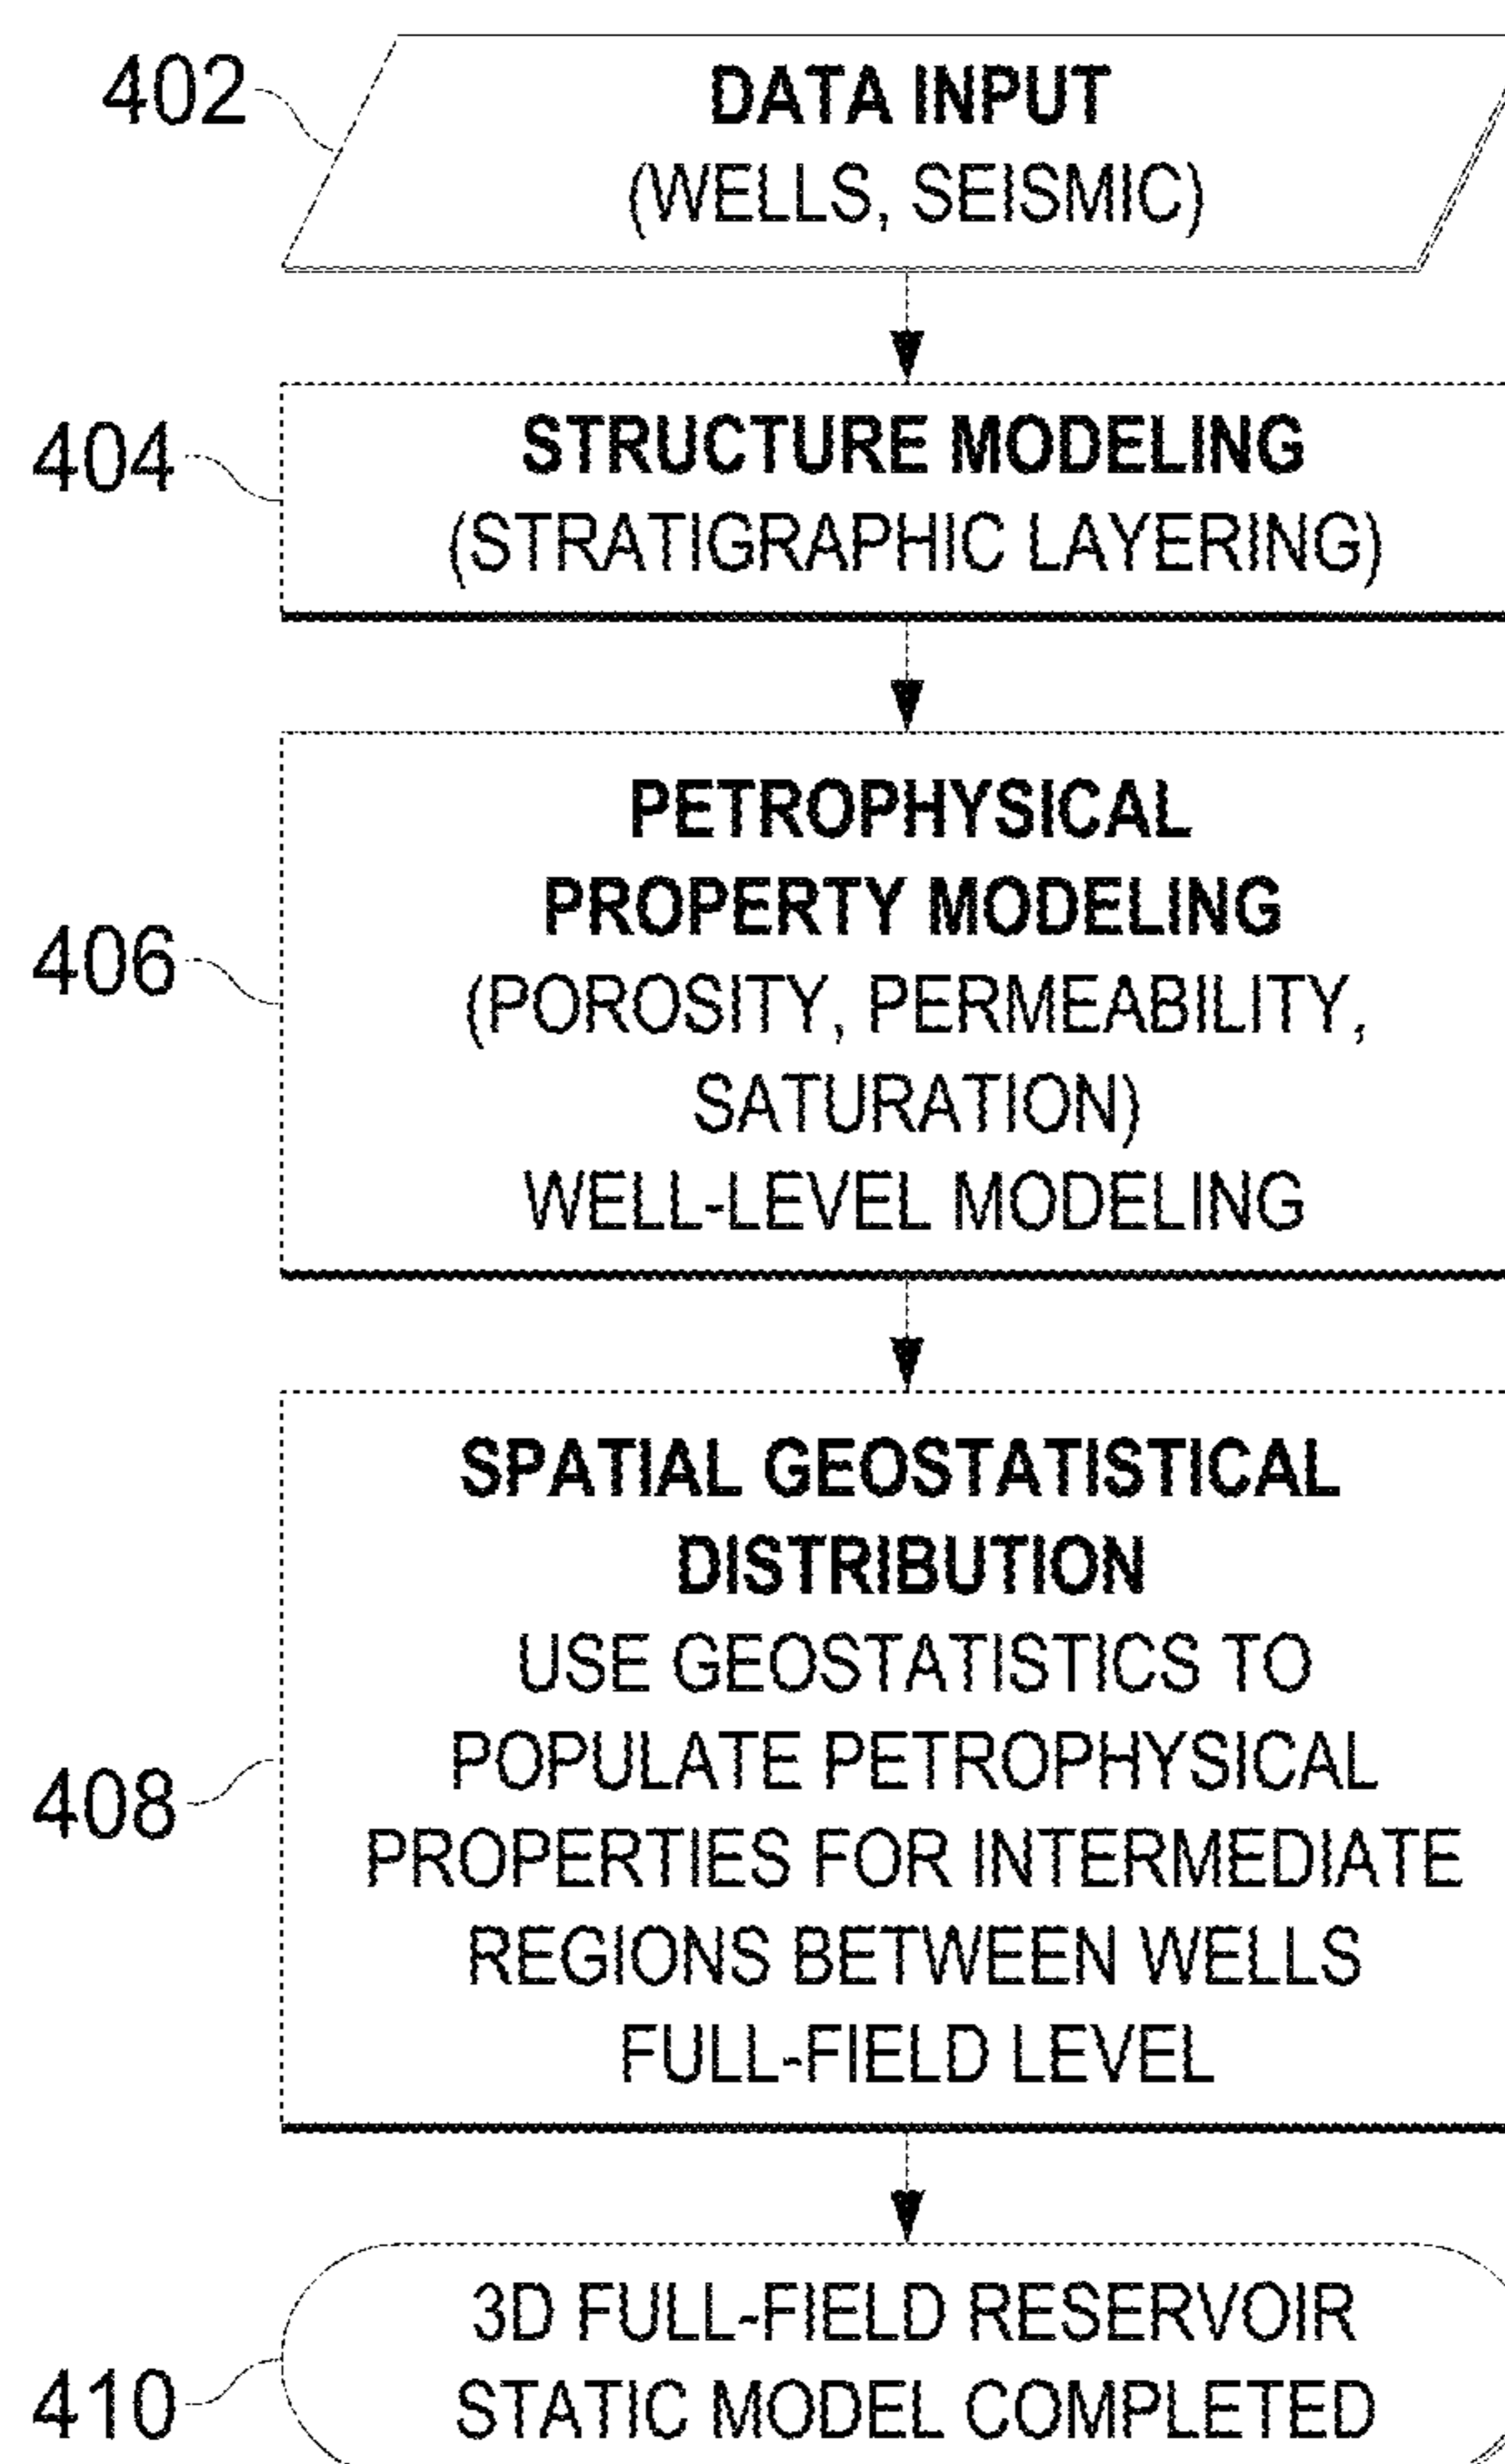 402
DATA INPUT
(WELLS, SEISMIC)
404
STRUCTURE MODELING
(STRATIGRAPHIC LAYERING)
406
PETROPHYSICAL
PROPERTY MODELING
(POROSITY, PERMEABILITY,
SATURATION)
WELL-LEVEL MODELING
408
SPATIAL GEOSTATISTICAL
DISTRIBUTION
USE GEOSTATISTICS TO
POPULATE PETROPHYSICAL
PROPERTIES FOR INTERMEDIATE
REGIONS BETWEEN WELLS
FULL-FIELD LEVEL
410
3D FULL-FIELD RESERVOIR
STATIC MODEL COMPLETED